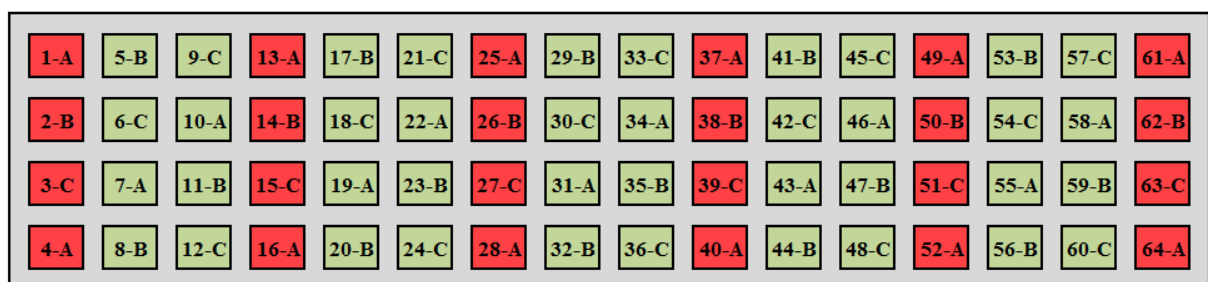 1-A 5-B 9-C 13-A 17-B 21-C 25-A 29-B 33-C 37-A 41-B 45-C 49-A 53-B 57-C 61-A
2-B 6-C 10-A 14-B 18-C 22-A 26-B 30-C 34-A 38-B 42-C 46-A 50-B 54-C 58-A 62-B
3-C 7-A 11-B 15-C 19-A 23-B 27-C 31-A 35-B 39-C 43-A 47-B 51-C 55-A 59-B 63-C
4-A 8-B 12-C 16-A 20-B 24-C 28-A 32-B 36-C 40-A 44-B 48-C 52-A 56-B 60-C 64-A